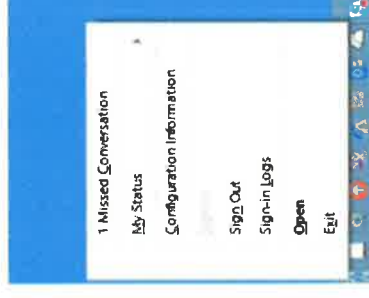 1 Missed Conversation
My Status
Configuration Information
Sign Out
Sign-in Logs
Open
Exit